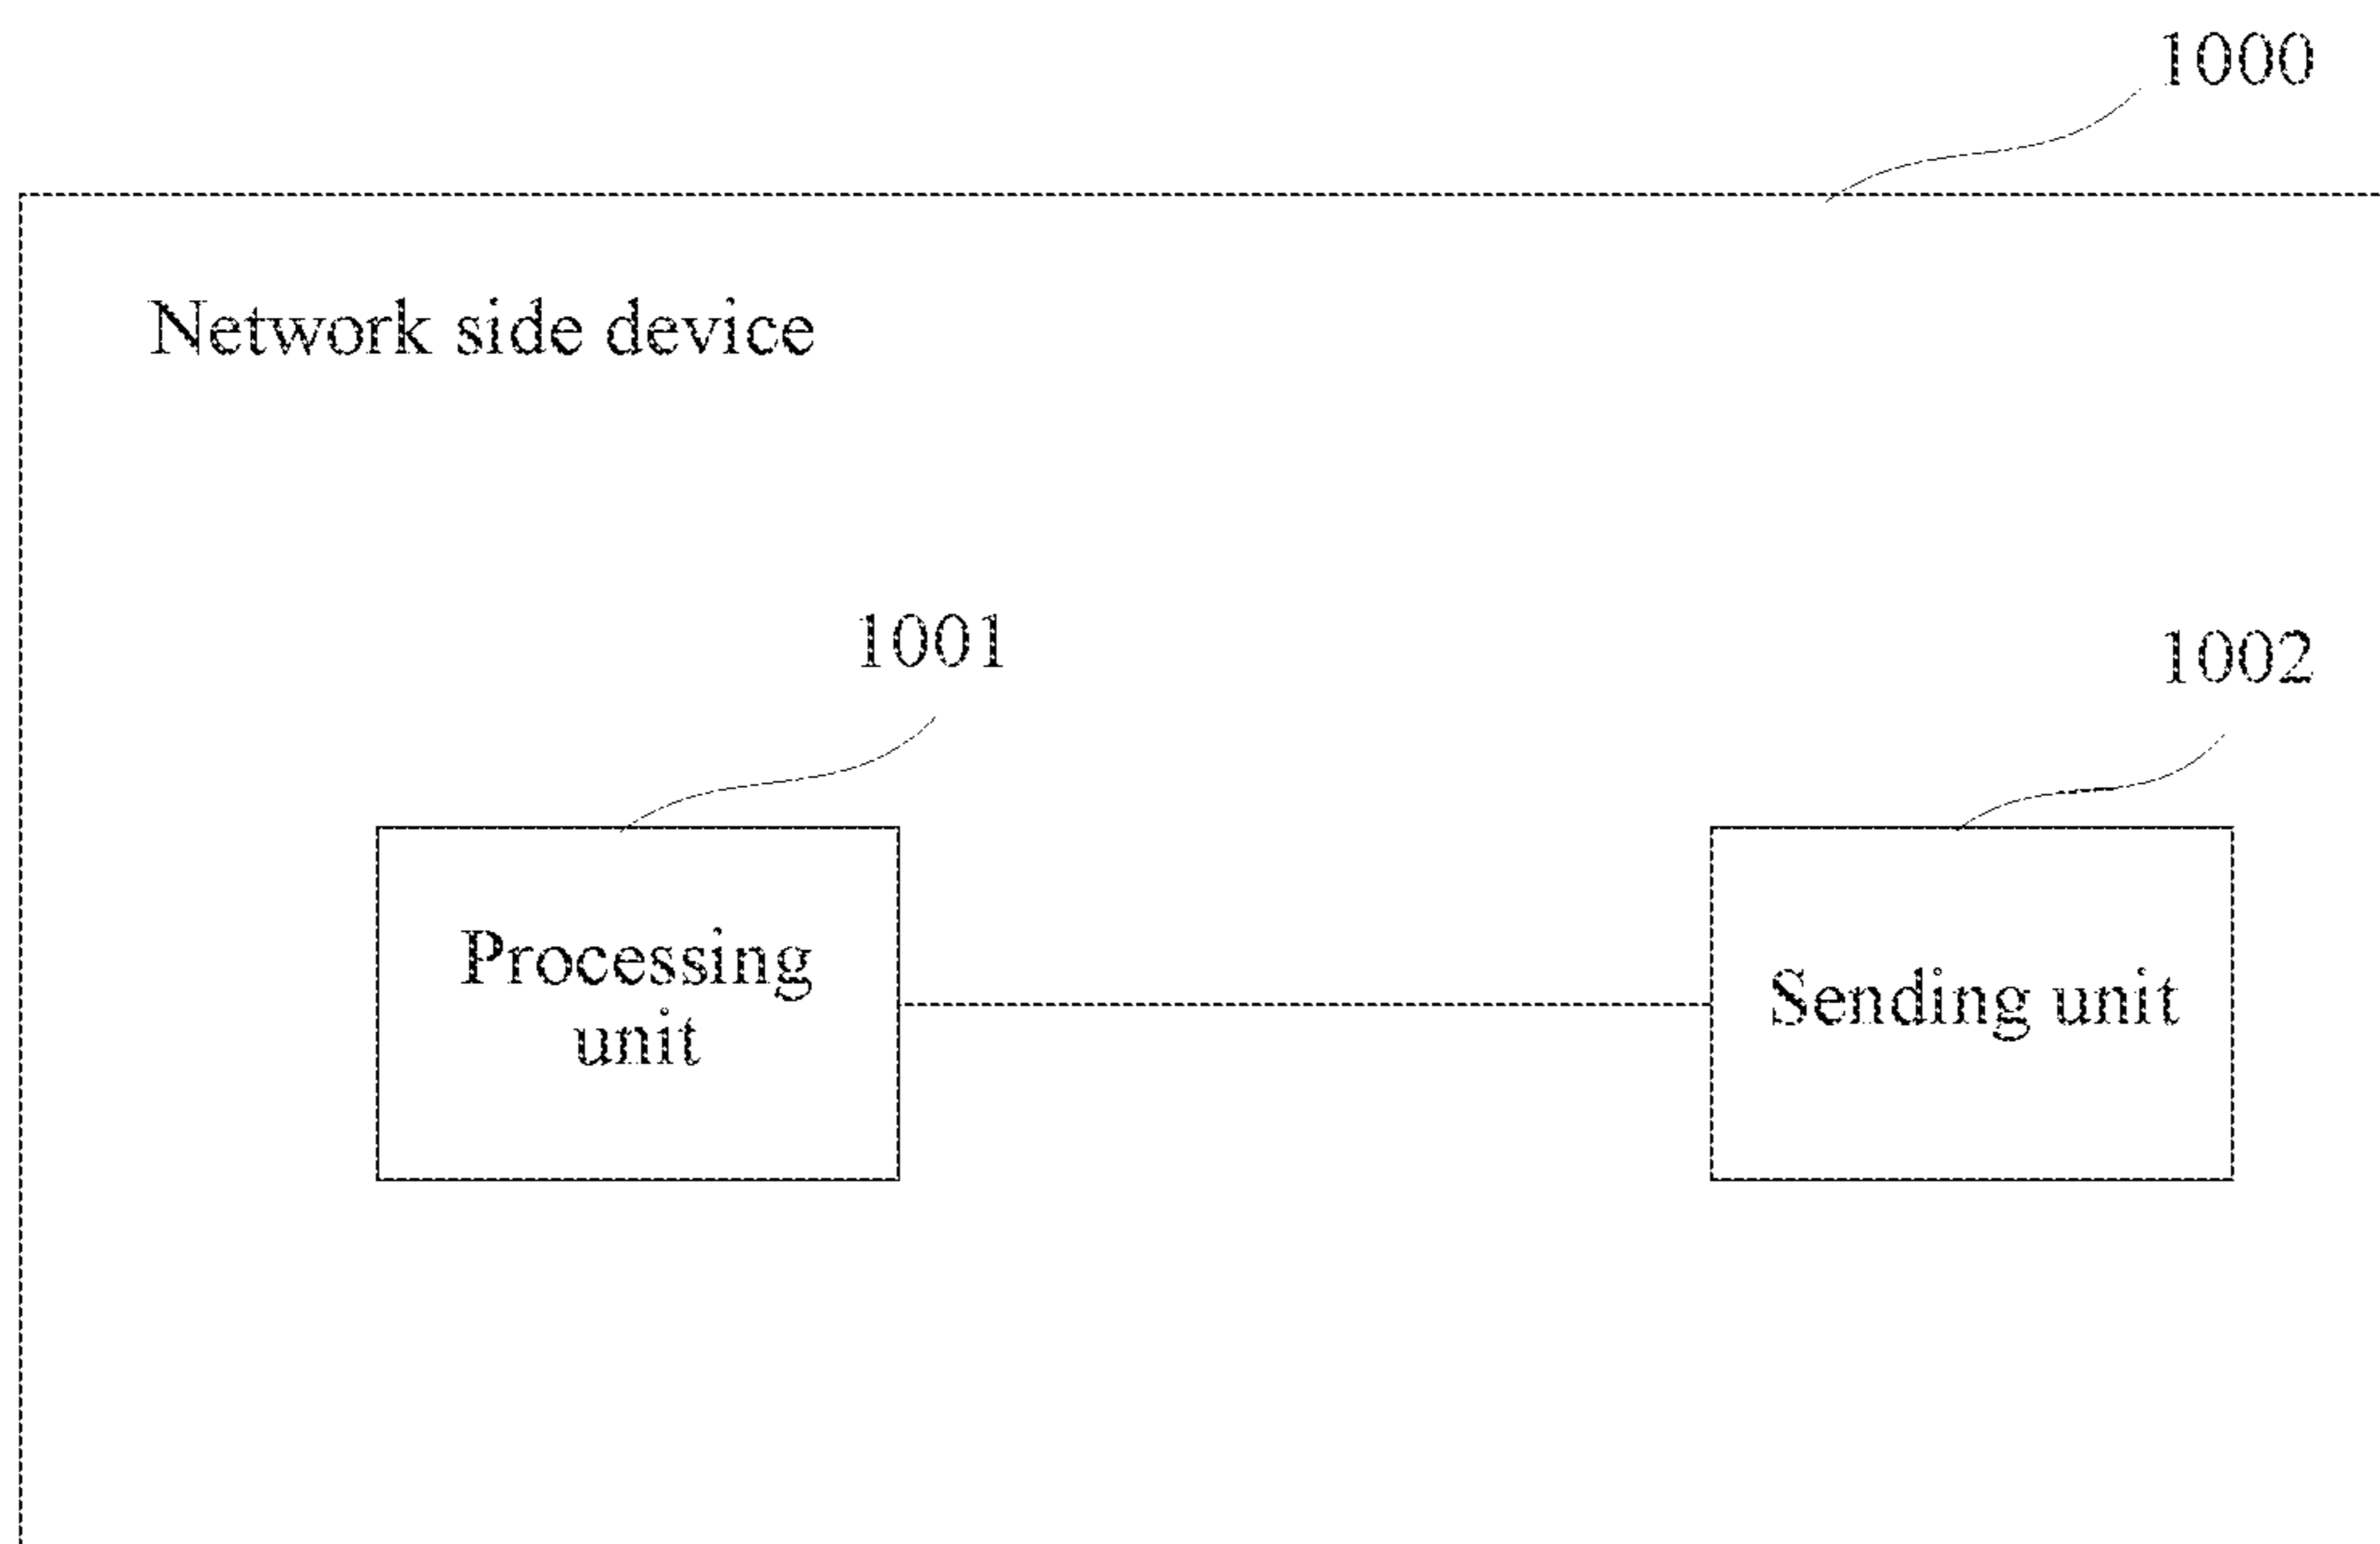 1000
Network side device
1001
1002
Processing
unit
Sending unit